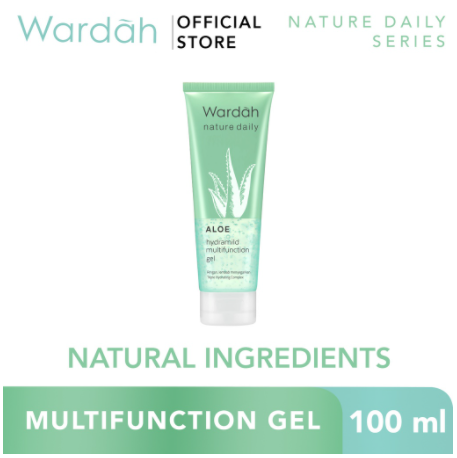 Wardah
OFFICIAL
STORE
NATURE DAILY
SERIES
Wardah
nature daily
ALOE
hydramild
multifunction
gel
NATURAL INGREDIENTS
MULTIFUNCTION GEL
100 ml